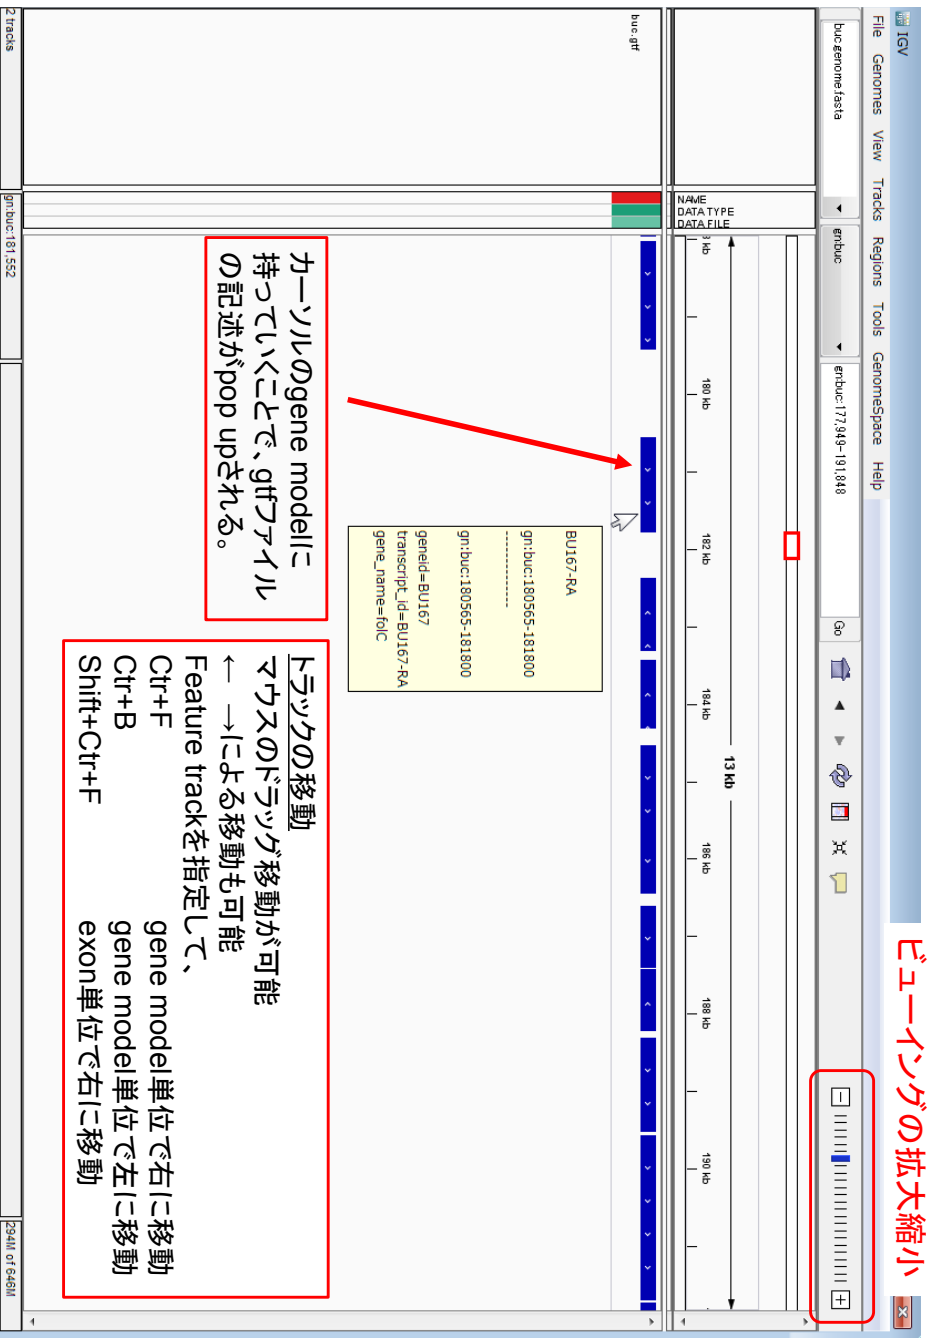 ビューイングの拡大縮小
IGV
File Genomes View Tracks Regions Tools GenomeSpace Help
buc.genome.fasta gn:buc gn:buc:177,949-191,848 Go
NAME
DATA TYPE
DATA FILE
13 kb
8 kb 180 kb 182 kb 184 kb 186 kb 188 kb 190 kb
buc.gtf
BU167-RA
gn:buc:180565-181800
--------------
gn:buc:180565-181800
geneid=BU167
transcript_id=BU167-RA
gene_name=folC
カーソルのgene modelに
持っていくことで、gtfファイル
の記述がpop upされる。
トラックの移動
マウスのドラッグ移動が可能
← →による移動も可能
Feature trackを指定して、
Ctr+F gene model単位で右に移動
Ctr+B gene model単位で左に移動
Shift+Ctr+F exon単位で右に移動
2 tracks gn:buc:181,552 294M of 646M